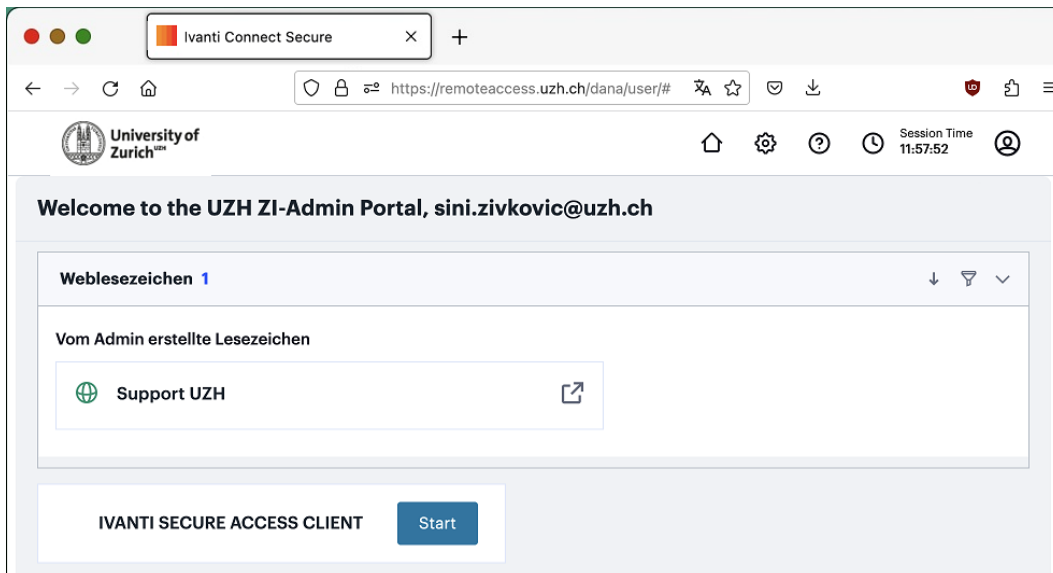 Ivanti Connect Secure
https://remoteaccess.uzh.ch/dana/user/#
University of
Zurich UZH
Session Time
11:57:52
Welcome to the UZH ZI-Admin Portal, sini.zivkovic@uzh.ch
Weblesezeichen 1
Vom Admin erstellte Lesezeichen
Support UZH
IVANTI SECURE ACCESS CLIENT Start